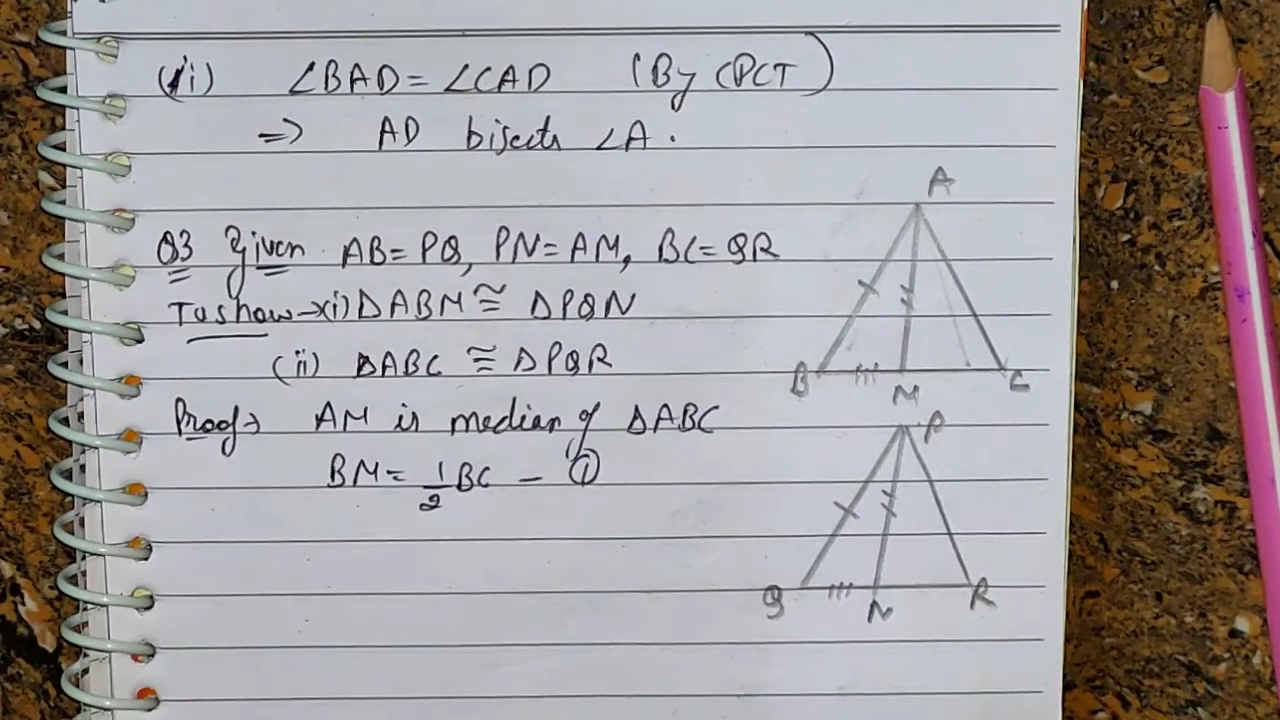 (ii) ∠BAD = ∠CAD (By CPCT)
⇒ AD bisects ∠A.
Q3 Given AB = PQ, PN = AM, BC = QR
To show → (i) ΔABM ≅ ΔPQN
(ii) ΔABC ≅ ΔPQR
Proof → AM is median of ΔABC
BM = 1/2 BC - ①
A
B M C
P
Q N R